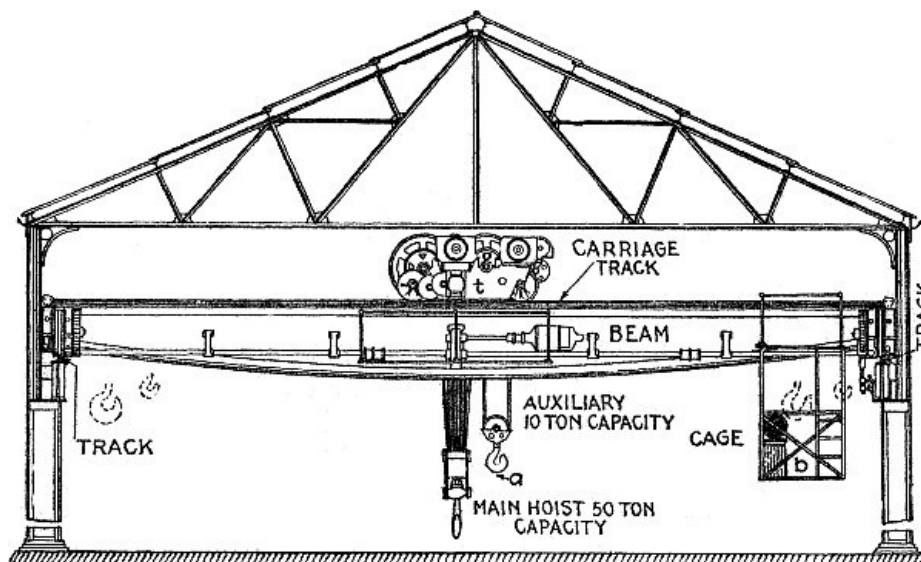 CARRIAGE
TRACK
t
TRACK
BEAM
AUXILIARY
10 TON CAPACITY
a
TRACK
CAGE
b
MAIN HOIST 50 TON
CAPACITY